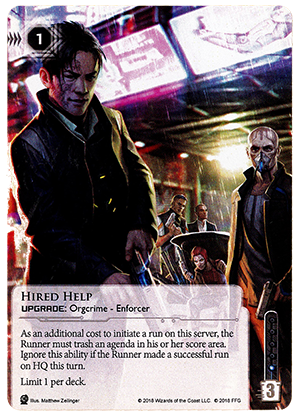 1
HIRED HELP
UPGRADE: Orgcrime - Enforcer
As an additional cost to initiate a run on this server, the
Runner must trash an agenda in his or her score area.
Ignore this ability if the Runner made a successful run
on HQ this turn.
Limit 1 per deck.
3
Illus. Matthew Zeilinger
© 2018 Wizards of the Coast LLC. © 2018 FFG